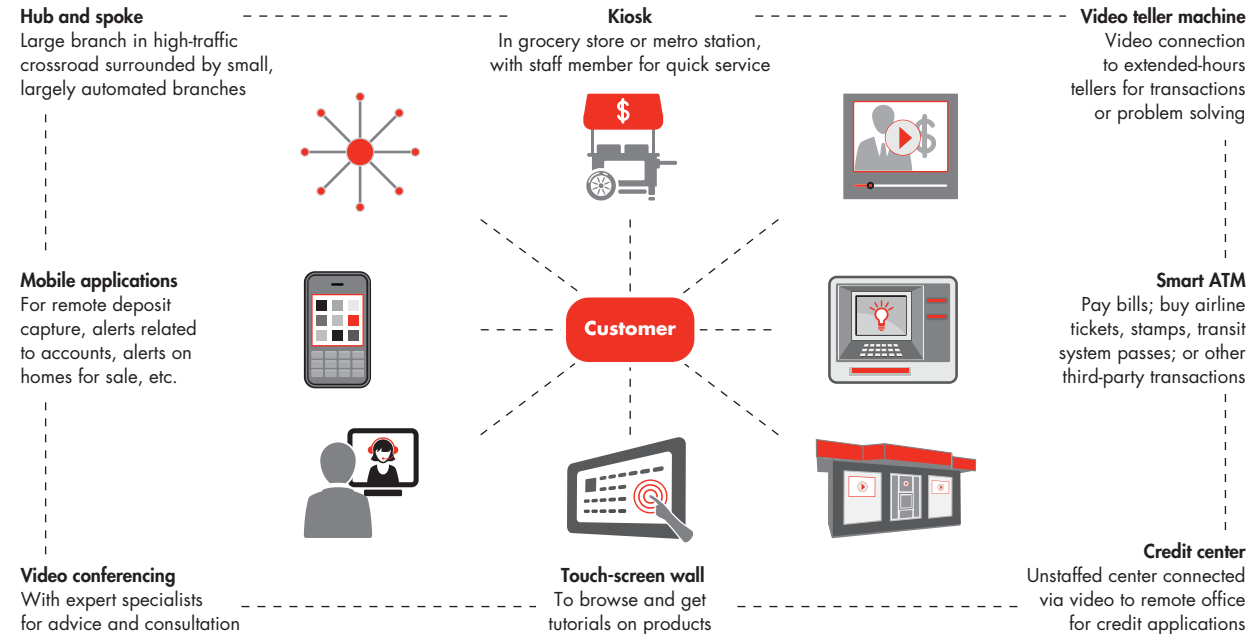 Hub and spoke
Large branch in high-traffic
crossroad surrounded by small,
largely automated branches
Kiosk
In grocery store or metro station,
with staff member for quick service
Video teller machine
Video connection
to extended-hours
tellers for transactions
or problem solving
$
$
Mobile applications
For remote deposit
capture, alerts related
to accounts, alerts on
homes for sale, etc.
Customer
Smart ATM
Pay bills; buy airline
tickets, stamps, transit
system passes; or other
third-party transactions
Video conferencing
With expert specialists
for advice and consultation
Touch-screen wall
To browse and get
tutorials on products
Credit center
Unstaffed center connected
via video to remote office
for credit applications